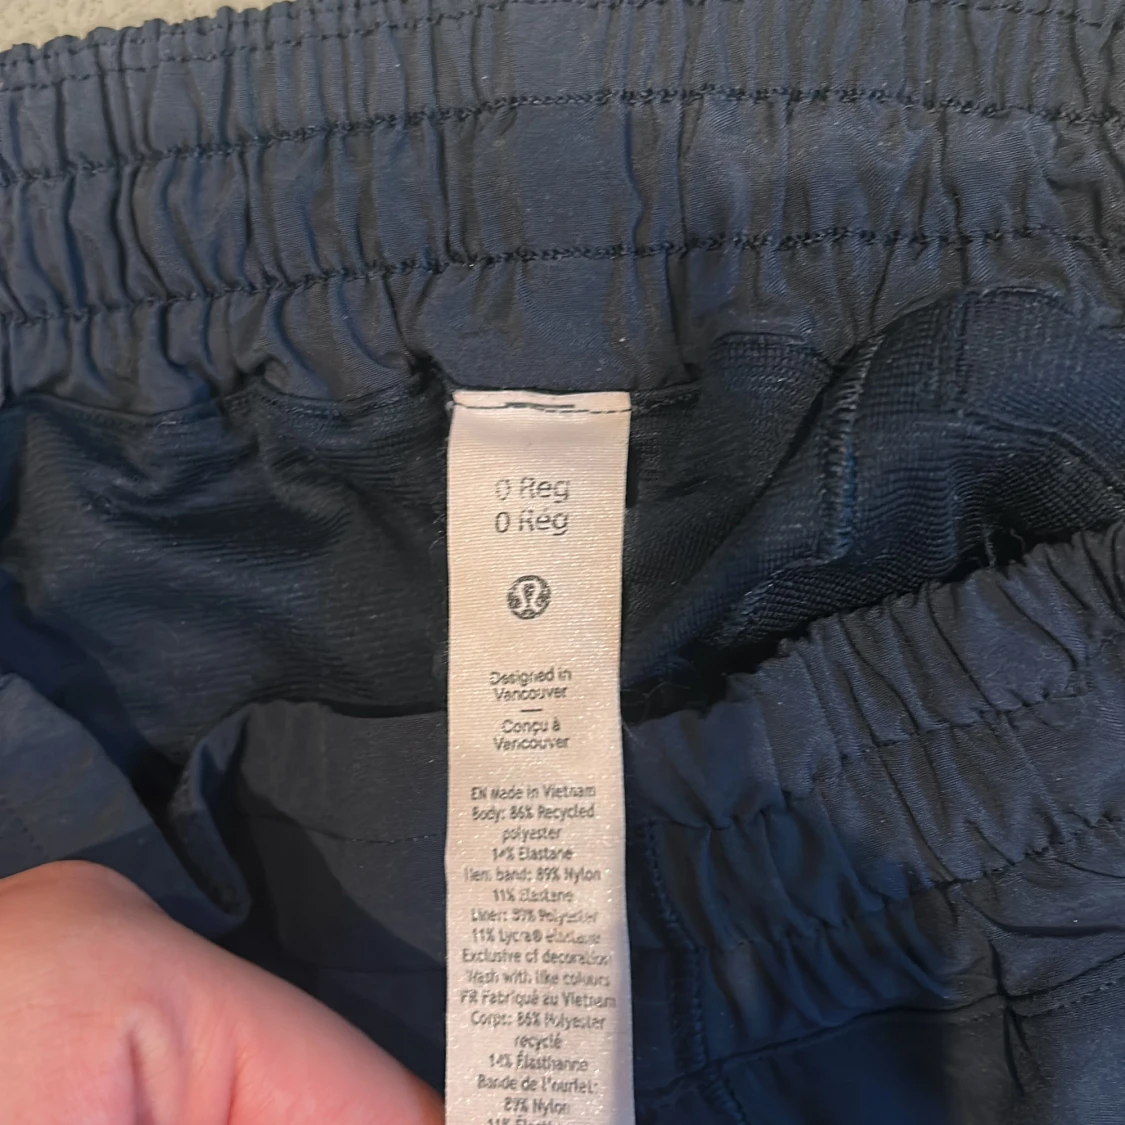 0 Reg
0 Rég
Designed in
Vancouver
—
Conçu à
Vancouver
EN Made in Vietnam
Body: 86% Recycled
polyester
14% Elastane
Hem band: 89% Nylon
11% Elastane
Liner: 89% Polyester
11% Lycra® elastane
Exclusive of decoration
Wash with like colours
FR Fabriqué au Vietnam
Corps: 86% Polyester
recyclé
14% Élasthanne
Bande de l'ourlet:
89% Nylon